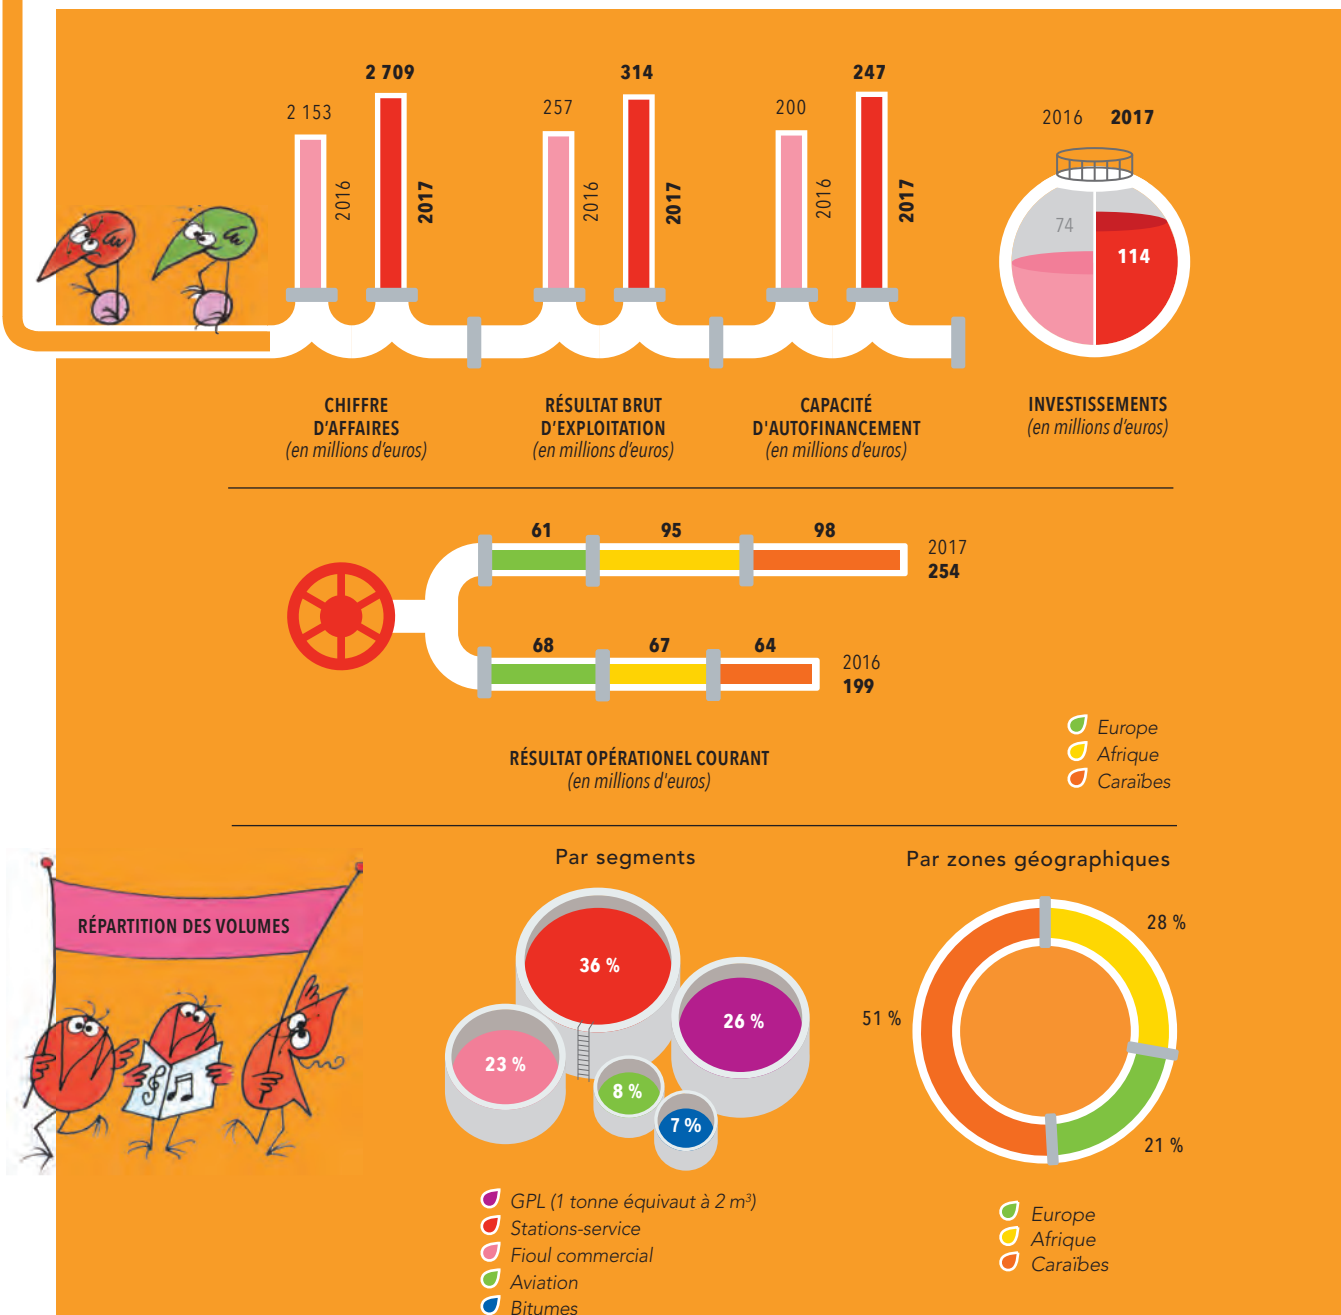 2 153
2016
2 709
2017
257
2016
314
2017
200
2016
247
2017
2016 2017
74
114
CHIFFRE
D'AFFAIRES
(en millions d'euros)
RÉSULTAT BRUT
D'EXPLOITATION
(en millions d'euros)
CAPACITÉ
D'AUTOFINANCEMENT
(en millions d'euros)
INVESTISSEMENTS
(en millions d'euros)
61 95 98
2017
254
68 67 64
2016
199
RÉSULTAT OPÉRATIONEL COURANT
(en millions d'euros)
Europe
Afrique
Caraïbes
RÉPARTITION DES VOLUMES
Par segments
36 %
26 %
23 %
8 %
7 %
GPL (1 tonne équivaut à 2 m³)
Stations-service
Fioul commercial
Aviation
Bitumes
Par zones géographiques
28 %
51 %
21 %
Europe
Afrique
Caraïbes